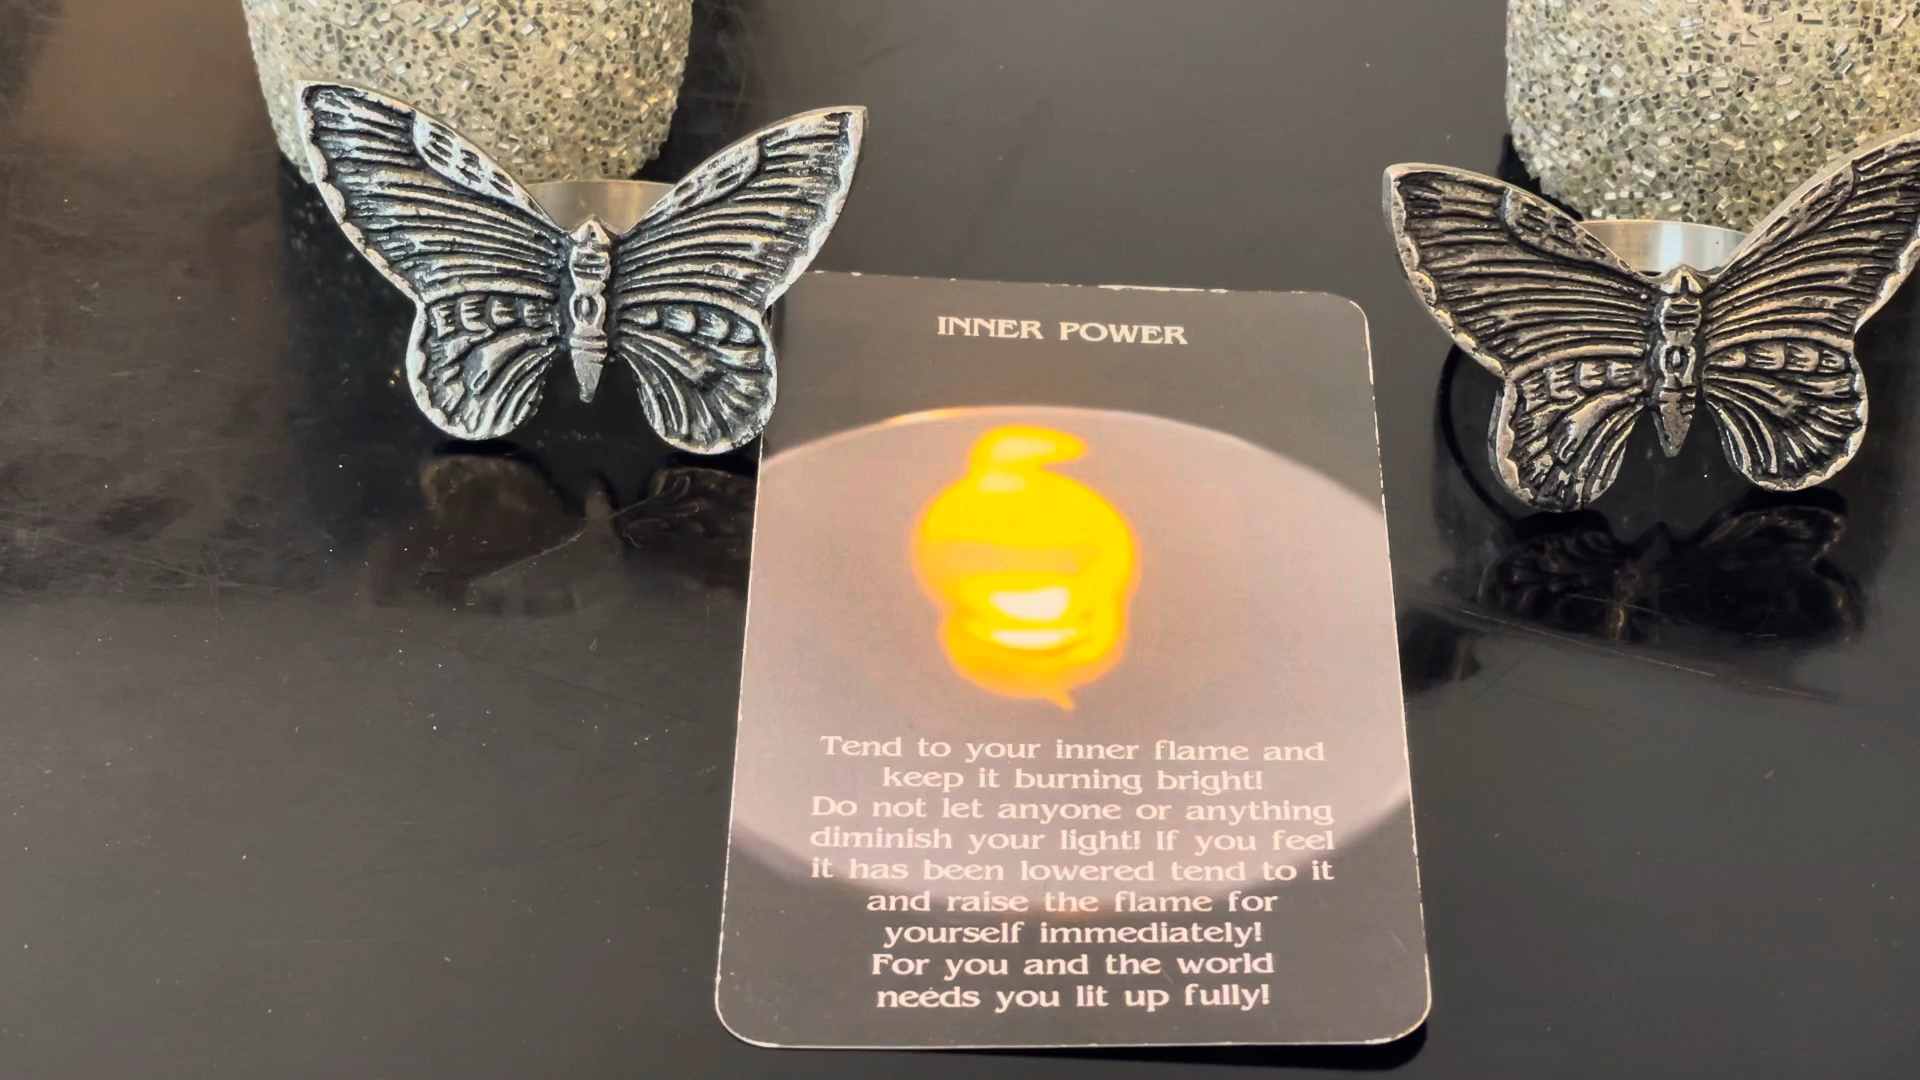 INNER POWER
Tend to your inner flame and
keep it burning bright!
Do not let anyone or anything
diminish your light! If you feel
it has been lowered tend to it
and raise the flame for
yourself immediately!
For you and the world
needs you lit up fully!